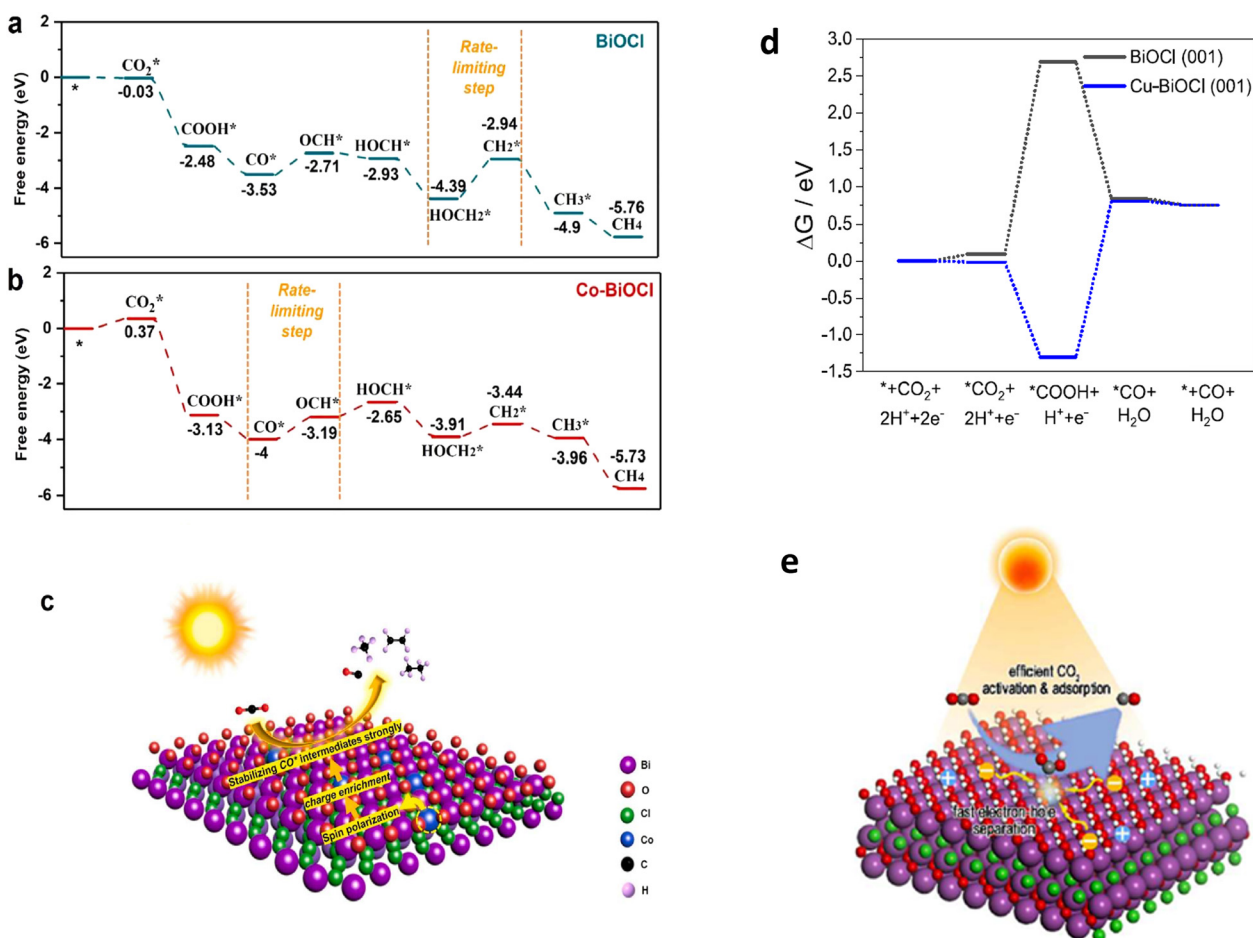 a
2
0
-2
-4
-6
Free energy (eV)
*
CO2*
-0.03
COOH*
-2.48
CO*
-3.53
OCH*
-2.71
HOCH*
-2.93
-4.39
HOCH2*
Rate-
limiting
step
-2.94
CH2*
CH3*
-4.9
-5.76
CH4
BiOCl
b
4
2
0
-2
-4
-6
Free energy (eV)
*
CO2*
0.37
COOH*
-3.13
CO*
-4
Rate-
limiting
step
OCH*
-3.19
HOCH*
-2.65
-3.91
HOCH2*
-3.44
CH2*
CH3*
-3.96
-5.73
CH4
Co-BiOCl
c
Stabilizing CO* Intermediates strongly
charge enrichment
Spin polarization
Bi
O
Cl
Co
C
H
d
3.0
2.5
2.0
1.5
1.0
0.5
0.0
-0.5
-1.0
-1.5
ΔG / eV
BiOCl (001)
Cu-BiOCl (001)
*+CO2+
2H++2e-
*CO2+
2H++e-
*COOH+
H++e-
*CO+
H2O
*+CO+
H2O
e
efficient CO2
activation & adsorption
fast electron hole
separation